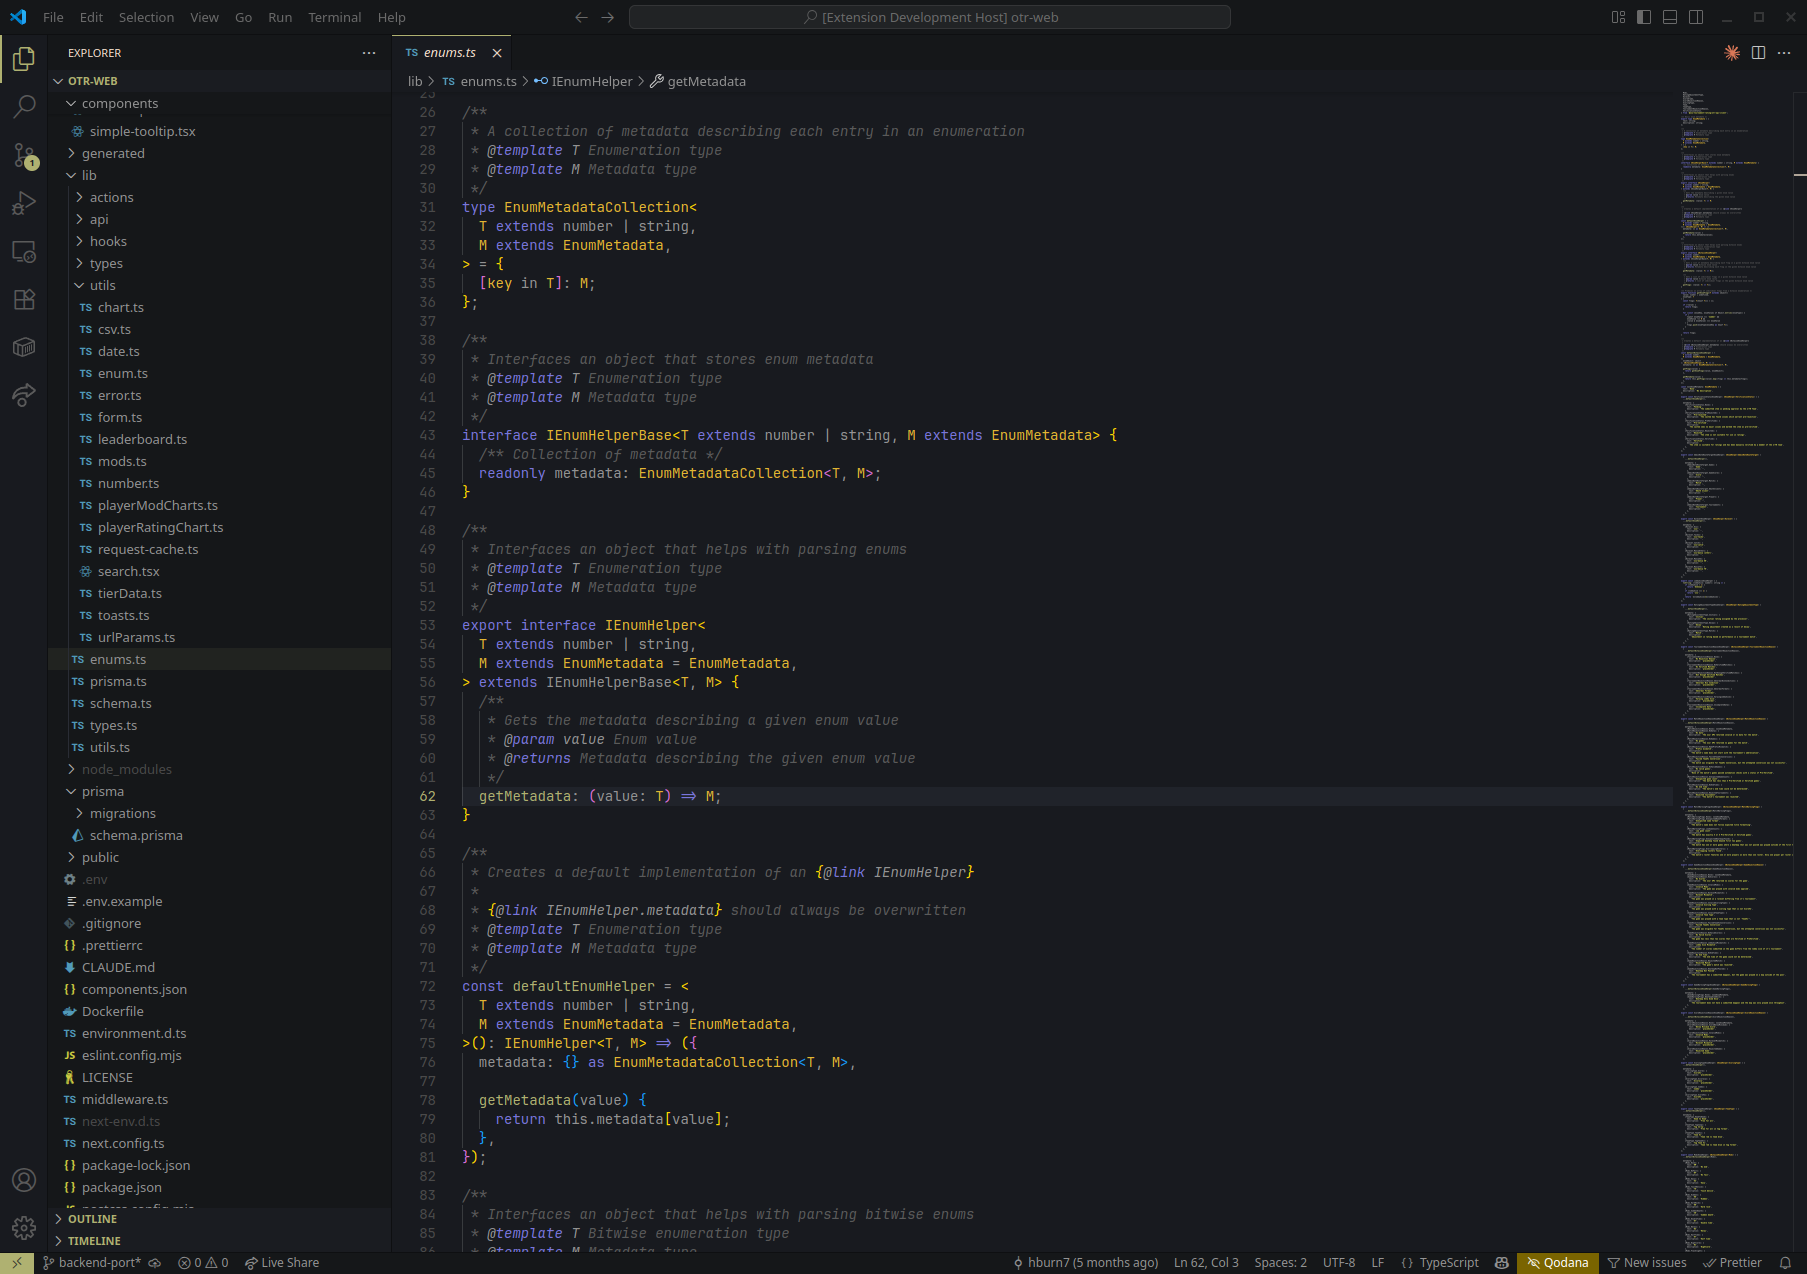 File Edit Selection View Go Run Terminal Help
[Extension Development Host] otr-web
EXPLORER
OTR-WEB
components
simple-tooltip.tsx
generated
lib
actions
api
hooks
types
utils
TS chart.ts
TS csv.ts
TS date.ts
TS enum.ts
TS error.ts
TS form.ts
TS leaderboard.ts
TS mods.ts
TS number.ts
TS playerModCharts.ts
TS playerRatingChart.ts
TS request-cache.ts
search.tsx
TS tierData.ts
TS toasts.ts
TS urlParams.ts
TS enums.ts
TS prisma.ts
TS schema.ts
TS types.ts
TS utils.ts
node_modules
prisma
migrations
schema.prisma
public
.env
.env.example
.gitignore
{} .prettierrc
CLAUDE.md
{} components.json
Dockerfile
TS environment.d.ts
JS eslint.config.mjs
LICENSE
TS middleware.ts
TS next-env.d.ts
TS next.config.ts
{} package-lock.json
{} package.json
OUTLINE
TIMELINE
1
TS enums.ts
lib > TS enums.ts > IEnumHelper > getMetadata
25
26 /**
27 * A collection of metadata describing each entry in an enumeration
28 * @template T Enumeration type
29 * @template M Metadata type
30 */
31 type EnumMetadataCollection<
32 T extends number | string,
33 M extends EnumMetadata,
34 > = {
35 [key in T]: M;
36 };
37
38 /**
39 * Interfaces an object that stores enum metadata
40 * @template T Enumeration type
41 * @template M Metadata type
42 */
43 interface IEnumHelperBase<T extends number | string, M extends EnumMetadata> {
44 /** Collection of metadata */
45 readonly metadata: EnumMetadataCollection<T, M>;
46 }
47
48 /**
49 * Interfaces an object that helps with parsing enums
50 * @template T Enumeration type
51 * @template M Metadata type
52 */
53 export interface IEnumHelper<
54 T extends number | string,
55 M extends EnumMetadata = EnumMetadata,
56 > extends IEnumHelperBase<T, M> {
57 /**
58 * Gets the metadata describing a given enum value
59 * @param value Enum value
60 * @returns Metadata describing the given enum value
61 */
62 getMetadata: (value: T) => M;
63 }
64
65 /**
66 * Creates a default implementation of an {@link IEnumHelper}
67 *
68 * {@link IEnumHelper.metadata} should always be overwritten
69 * @template T Enumeration type
70 * @template M Metadata type
71 */
72 const defaultEnumHelper = <
73 T extends number | string,
74 M extends EnumMetadata = EnumMetadata,
75 >(): IEnumHelper<T, M> => ({
76 metadata: {} as EnumMetadataCollection<T, M>,
77
78 getMetadata(value) {
79 return this.metadata[value];
80 },
81 });
82
83 /**
84 * Interfaces an object that helps with parsing bitwise enums
85 * @template T Bitwise enumeration type
86 * @template M Metadata type
backend-port* 0 0 Live Share hburn7 (5 months ago) Ln 62, Col 3 Spaces: 2 UTF-8 LF {} TypeScript Qodana New issues Prettier